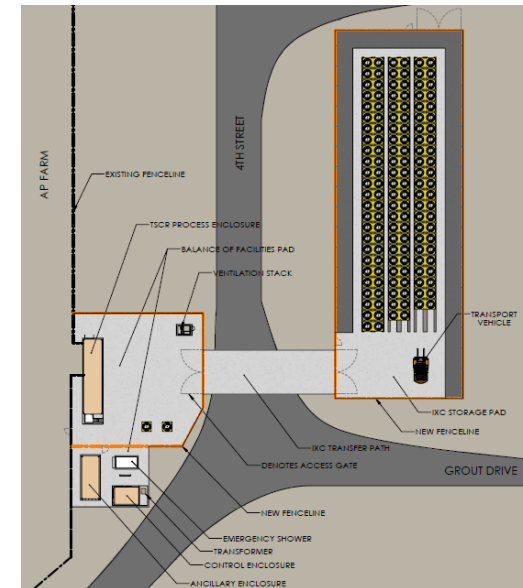 4TH STREET
AP FARM
EXISTING FENCELINE
TSCR PROCESS ENCLOSURE
BALANCE OF FACILITIES PAD
VENTILATION STACK
TRANSPORT
VEHICLE
IXC STORAGE PAD
NEW FENCELINE
IXC TRANSFER PATH
DENOTES ACCESS GATE
GROUT DRIVE
NEW FENCELINE
EMERGENCY SHOWER
TRANSFORMER
CONTROL ENCLOSURE
ANCILLARY ENCLOSURE